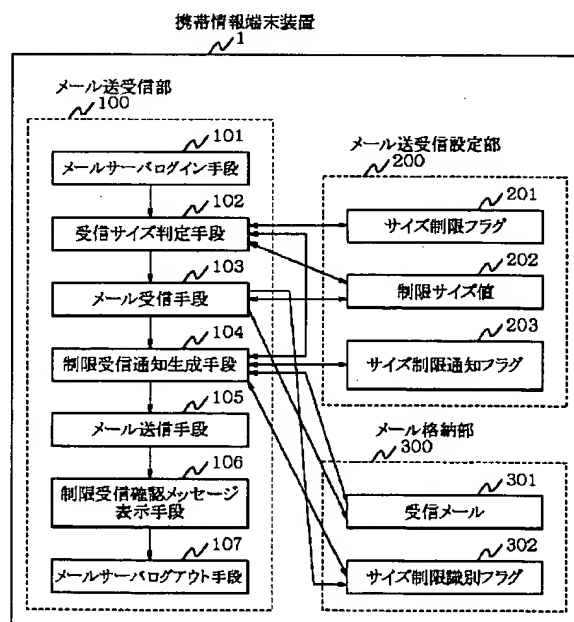 携帯情報端末装置
1
メール送受信部
100
101
メールサーバログイン手段
102
受信サイズ判定手段
103
メール受信手段
104
制限受信通知生成手段
105
メール送信手段
106
制限受信確認メッセージ
表示手段
107
メールサーバログアウト手段
メール送受信設定部
200
201
サイズ制限フラグ
202
制限サイズ値
203
サイズ制限通知フラグ
メール格納部
300
301
受信メール
302
サイズ制限識別フラグ